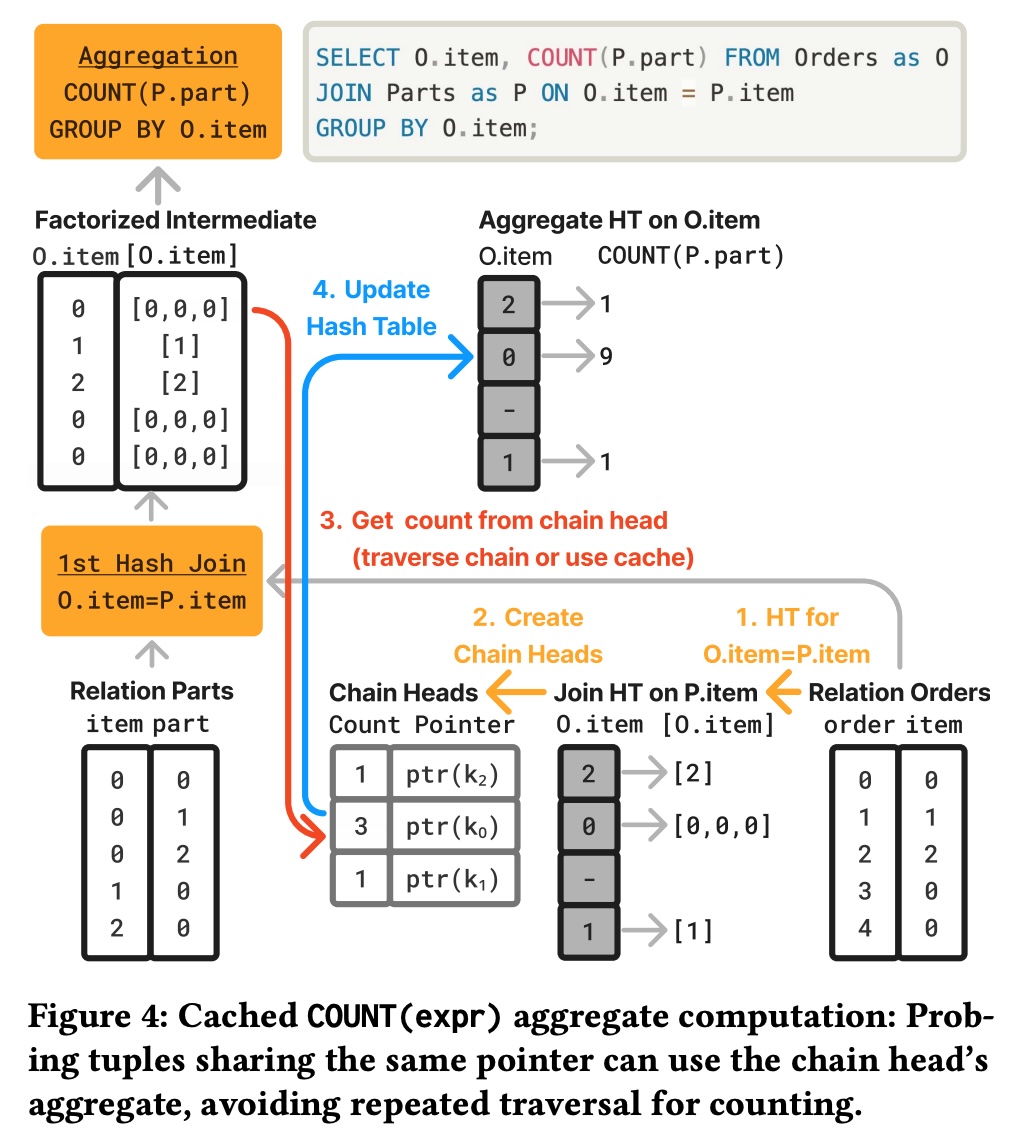 Aggregation
COUNT(P.part)
GROUP BY O.item
SELECT O.item, COUNT(P.part) FROM Orders as O
JOIN Parts as P ON O.item = P.item
GROUP BY O.item;
Factorized Intermediate
O.item [O.item]
0 [0,0,0]
1 [1]
2 [2]
0 [0,0,0]
0 [0,0,0]
4. Update
Hash Table
Aggregate HT on O.item
O.item COUNT(P.part)
2 1
0 9
-
1 1
3. Get count from chain head
(traverse chain or use cache)
1st Hash Join
O.item=P.item
2. Create
Chain Heads
1. HT for
O.item=P.item
Relation Parts
item part
0 0
0 1
0 2
1 0
2 0
Chain Heads
Count Pointer
1 ptr(k₂)
3 ptr(k₀)
1 ptr(k₁)
Join HT on P.item
O.item [O.item]
2 [2]
0 [0,0,0]
-
1 [1]
Relation Orders
order item
0 0
1 1
2 2
3 0
4 0
Figure 4: Cached COUNT(expr) aggregate computation: Prob-
ing tuples sharing the same pointer can use the chain head's
aggregate, avoiding repeated traversal for counting.